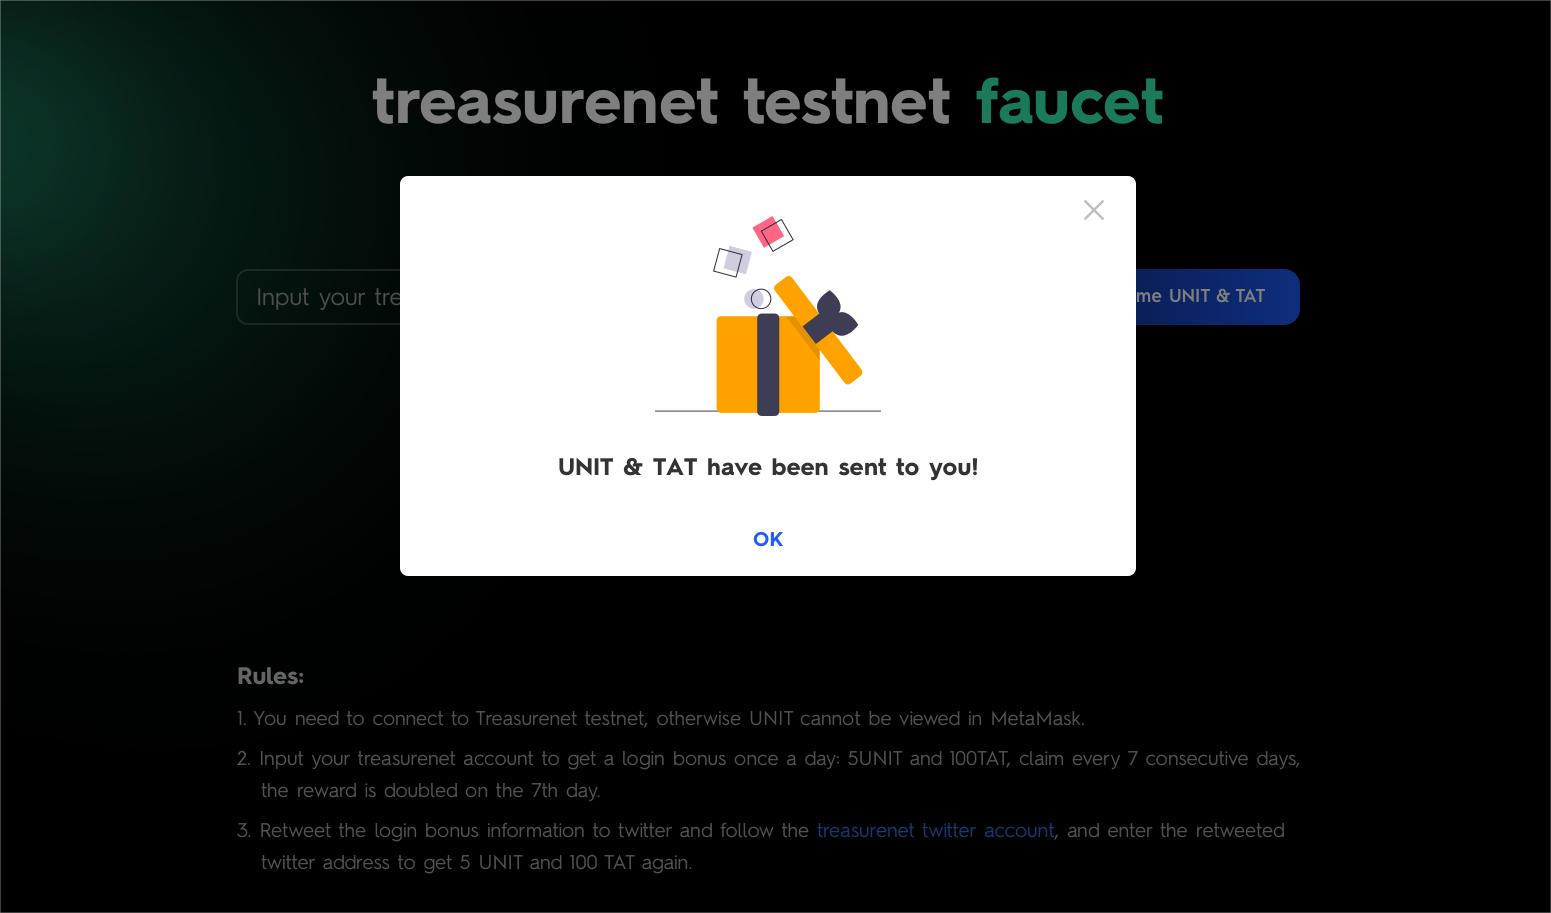 treasurenet testnet faucet
Input your tre
me UNIT & TAT
UNIT & TAT have been sent to you!
OK
Rules:
1. You need to connect to Treasurenet testnet, otherwise UNIT cannot be viewed in MetaMask.
2. Input your treasurenet account to get a login bonus once a day: 5UNIT and 100TAT, claim every 7 consecutive days,
the reward is doubled on the 7th day.
3. Retweet the login bonus information to twitter and follow the treasurenet twitter account, and enter the retweeted
twitter address to get 5 UNIT and 100 TAT again.